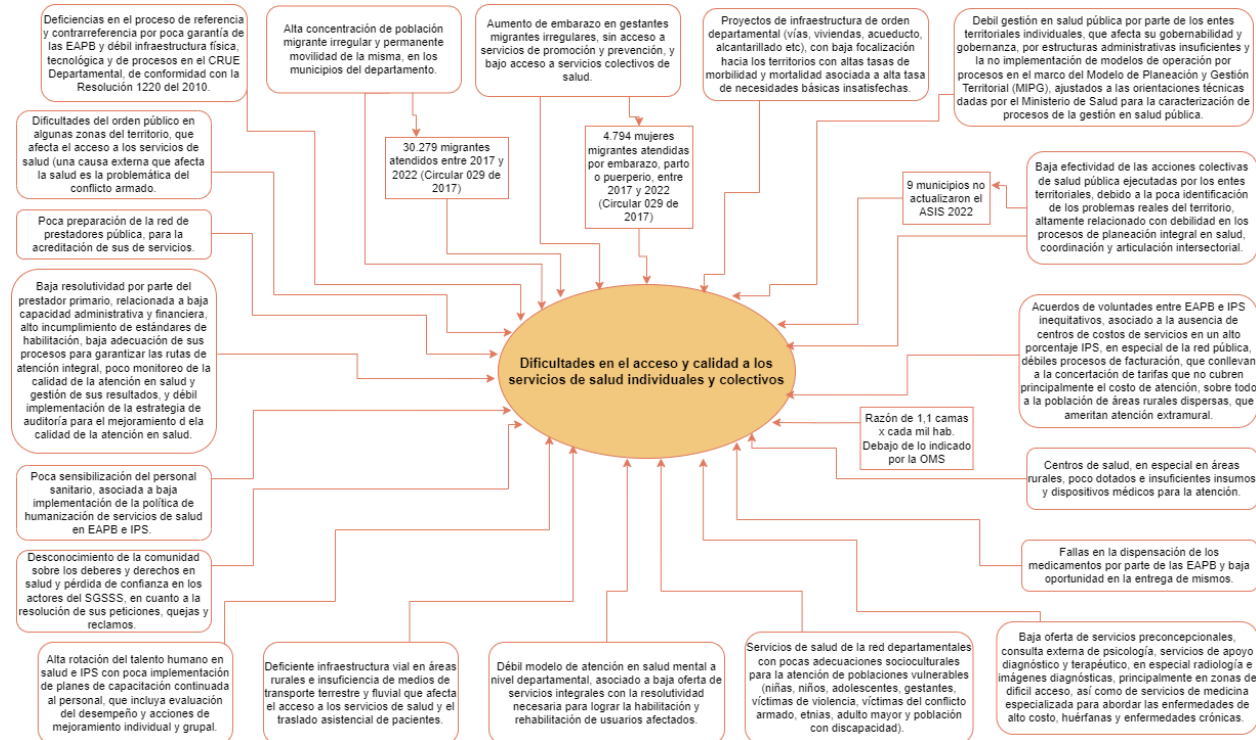 Deficiencias en el proceso de referencia
y contrarreferencia por poca garantía de
las EAPB y débil infraestructura física,
tecnológica y de procesos en el CRUE
Departamental, de conformidad con la
Resolución 1220 del 2010.
Alta concentración de población
migrante irregular y permanente
movilidad de la misma, en los
municipios del departamento.
Aumento de embarazo en gestantes
migrantes irregulares, sin acceso a
servicios de promoción y prevención, y
bajo acceso a servicios colectivos de
salud.
Proyectos de infraestructura de orden
departamental (vías, viviendas, acueducto,
alcantarillado etc), con baja focalización
hacia los territorios con altas tasas de
morbilidad y mortalidad asociada a alta tasa
de necesidades básicas insatisfechas.
Debil gestión en salud pública por parte de los entes
territoriales individuales, que afecta su gobernabilidad y
gobernanza, por estructuras administrativas insuficientes y
la no implementación de modelos de operación por
procesos en el marco del Modelo de Planeación y Gestión
Territorial (MIPG), ajustados a las orientaciones técnicas
dadas por el Ministerio de Salud para la caracterización de
procesos de la gestión en salud pública.
Dificultades del orden público en
algunas zonas del territorio, que
afecta el acceso a los servicios de
salud (una causa externa que afecta
la salud es la problemática del
conflicto armado.
30.279 migrantes
atendidos entre 2017 y
2022 (Circular 029 de
2017)
4.794 mujeres
migrantes atendidas
por embarazo, parto
o puerperio, entre
2017 y 2022
(Circular 029 de
2017)
9 municipios no
actualizaron el
ASIS 2022
Baja efectividad de las acciones colectivas
de salud pública ejecutadas por los entes
territoriales, debido a la poca identificación
de los problemas reales del territorio,
altamente relacionado con debilidad en los
procesos de planeación integral en salud,
coordinación y articulación intersectorial.
Poca preparación de la red de
prestadores pública, para la
acreditación de sus de servicios.
Baja resolutividad por parte del
prestador primario, relacionada a baja
capacidad administrativa y financiera,
alto incumplimiento de estándares de
habilitación, baja adecuación de sus
procesos para garantizar las rutas de
atención integral, poco monitoreo de la
calidad de la atención en salud y
gestión de sus resultados, y débil
implementación de la estrategia de
auditoría para el mejoramiento d ela
calidad de la atención en salud.
Dificultades en el acceso y calidad a los
servicios de salud individuales y colectivos
Acuerdos de voluntades entre EAPB e IPS
inequitativos, asociado a la ausencia de
centros de costos de servicios en un alto
porcentaje IPS, en especial de la red pública,
débiles procesos de facturación, que conllevan
a la concertación de tarifas que no cubren
principalmente el costo de atención, sobre todo
a la población de áreas rurales dispersas, que
ameritan atención extramural.
Razón de 1,1 camas
x cada mil hab.
Debajo de lo indicado
por la OMS
Centros de salud, en especial en áreas
rurales, poco dotados e insuficientes insumos
y dispositivos médicos para la atención.
Poca sensibilización del personal
sanitario, asociada a baja
implementación de la política de
humanización de servicios de salud
en EAPB e IPS.
Fallas en la dispensación de los
medicamentos por parte de las EAPB y baja
oportunidad en la entrega de mismos.
Desconocimiento de la comunidad
sobre los deberes y derechos en
salud y pérdida de confianza en los
actores del SGSSS, en cuanto a la
resolución de sus peticiones, quejas y
reclamos.
Alta rotación del talento humano en
salud e IPS con poca implementación
de planes de capacitación continuada
al personal, que incluya evaluación
del desempeño y acciones de
mejoramiento individual y grupal.
Deficiente infraestructura vial en áreas
rurales e insuficiencia de medios de
transporte terrestre y fluvial que afecta
el acceso a los servicios de salud y el
traslado asistencial de pacientes.
Débil modelo de atención en salud mental a
nivel departamental, asociado a baja oferta
de servicios integrales con la resolutividad
necesaria para lograr la habilitación y
rehabilitación de usuarios afectados.
Servicios de salud de la red departamentales
con pocas adecuaciones socioculturales
para la atención de poblaciones vulnerables
(niñas, niños, adolescentes, gestantes,
víctimas de violencia, víctimas del conflicto
armado, etnias, adulto mayor y población
con discapacidad).
Baja oferta de servicios preconcepcionales,
consulta externa de psicología, servicios de apoyo
diagnóstico y terapéutico, en especial radiología e
imágenes diagnósticas, principalmente en zonas de
dificil acceso, así como de servicios de medicina
especializada para abordar las enfermedades de
alto costo, huérfanas y enfermedades crónicas.